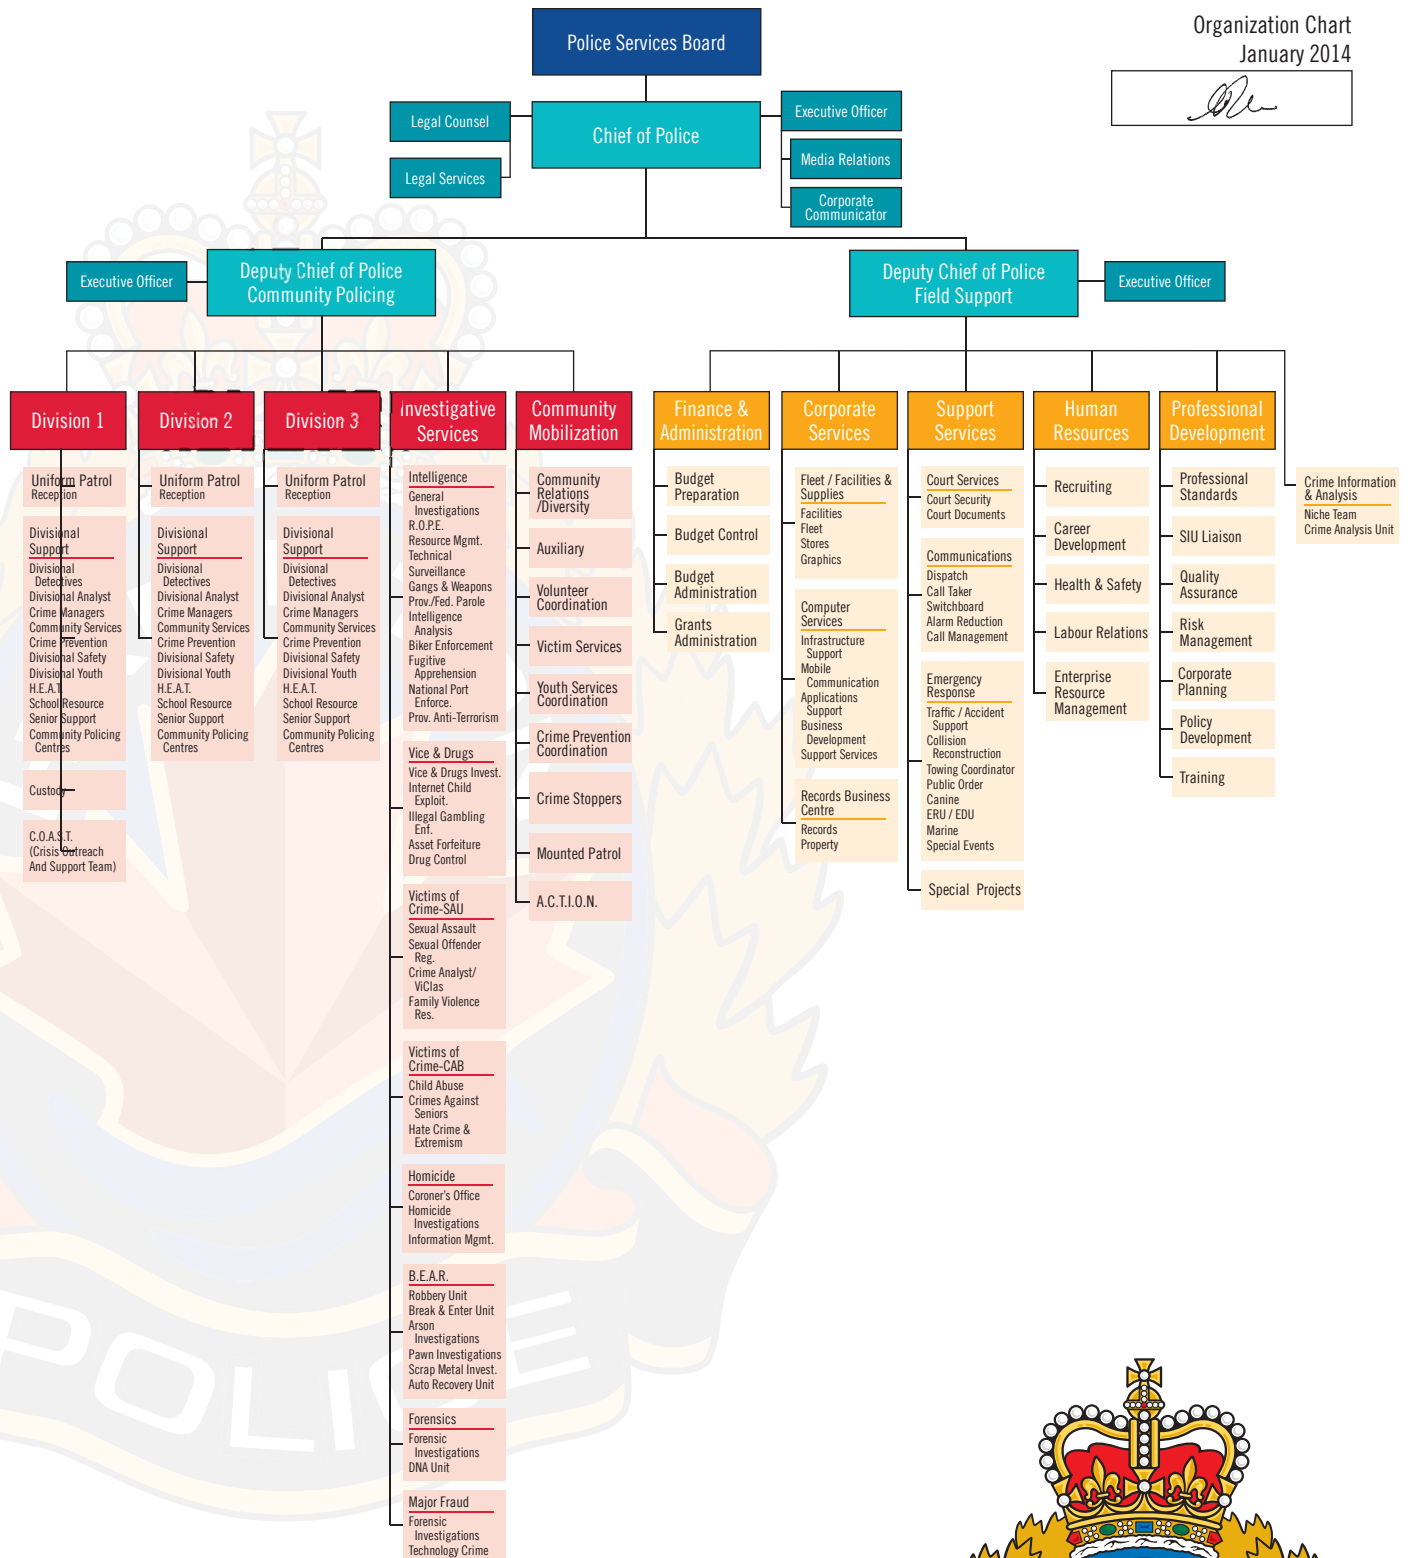 Organization Chart
January 2014
Police Services Board
Legal Counsel
Chief of Police
Executive Officer
Legal Services
Media Relations
Corporate
Communicator
Executive Officer
Deputy Chief of Police
Community Policing
Deputy Chief of Police
Field Support
Executive Officer
Division 1
Uniform Patrol
Reception
Divisional
Support
Divisional
Detectives
Divisional Analyst
Crime Managers
Community Services
Crime Prevention
Divisional Safety
Divisional Youth
H.E.A.T.
School Resource
Senior Support
Community Policing
Centres
Custody
C.O.A.S.T.
(Crisis Outreach
And Support Team)
Division 2
Uniform Patrol
Reception
Divisional
Support
Divisional
Detectives
Divisional Analyst
Crime Managers
Community Services
Crime Prevention
Divisional Safety
Divisional Youth
H.E.A.T.
School Resource
Senior Support
Community Policing
Centres
Division 3
Uniform Patrol
Reception
Divisional
Support
Divisional
Detectives
Divisional Analyst
Crime Managers
Community Services
Crime Prevention
Divisional Safety
Divisional Youth
H.E.A.T.
School Resource
Senior Support
Community Policing
Centres
Investigative
Services
Intelligence
General
Investigations
R.O.P.E.
Resource Mgmt.
Technical
Surveillance
Gangs & Weapons
Prov./Fed. Parole
Intelligence
Analysis
Biker Enforcement
Fugitive
Apprehension
National Port
Enforce.
Prov. Anti-Terrorism
Vice & Drugs
Vice & Drugs Invest.
Internet Child
Exploit.
Illegal Gambling
Enf.
Asset Forfeiture
Drug Control
Victims of
Crime-SAU
Sexual Assault
Sexual Offender
Reg.
Crime Analyst/
ViClas
Family Violence
Res.
Victims of
Crime-CAB
Child Abuse
Crimes Against
Seniors
Hate Crime &
Extremism
Homicide
Coroner's Office
Homicide
Investigations
Information Mgmt.
B.E.A.R.
Robbery Unit
Break & Enter Unit
Arson
Investigations
Pawn Investigations
Scrap Metal Invest.
Auto Recovery Unit
Forensics
Forensic
Investigations
DNA Unit
Major Fraud
Forensic
Investigations
Technology Crime
Community
Mobilization
Community
Relations
/Diversity
Auxiliary
Volunteer
Coordination
Victim Services
Youth Services
Coordination
Crime Prevention
Coordination
Crime Stoppers
Mounted Patrol
A.C.T.I.O.N.
Finance &
Administration
Budget
Preparation
Budget Control
Budget
Administration
Grants
Administration
Corporate
Services
Fleet / Facilities &
Supplies
Facilities
Fleet
Stores
Graphics
Computer
Services
Infrastructure
Support
Mobile
Communication
Applications
Support
Business
Development
Support Services
Records Business
Centre
Records
Property
Support
Services
Court Services
Court Security
Court Documents
Communications
Dispatch
Call Taker
Switchboard
Alarm Reduction
Call Management
Emergency
Response
Traffic / Accident
Support
Collision
Reconstruction
Towing Coordinator
Public Order
Canine
ERU / EDU
Marine
Special Events
Special Projects
Human
Resources
Recruiting
Career
Development
Health & Safety
Labour Relations
Enterprise
Resource
Management
Professional
Development
Professional
Standards
SIU Liaison
Quality
Assurance
Risk
Management
Corporate
Planning
Policy
Development
Training
Crime Information
& Analysis
Niche Team
Crime Analysis Unit
POLICE